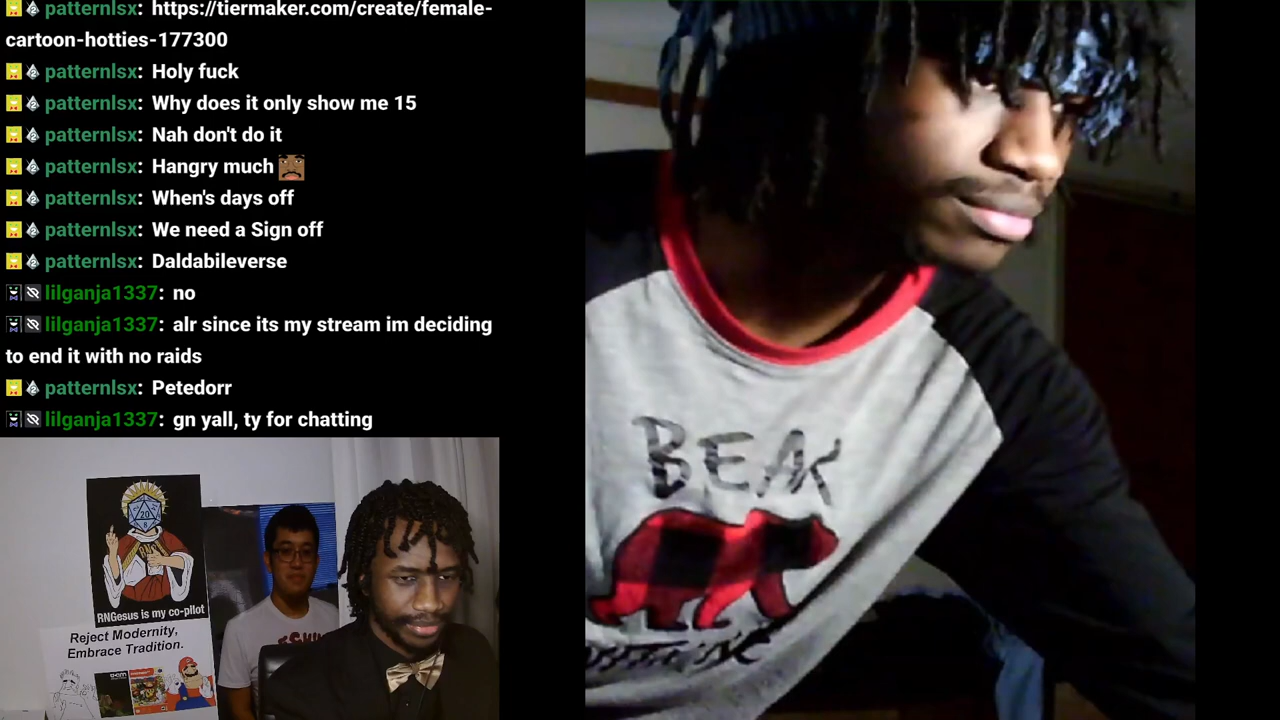 patternlsx: https://tiermaker.com/create/female-
cartoon-hotties-177300
patternlsx: Holy fuck
patternlsx: Why does it only show me 15
patternlsx: Nah don't do it
patternlsx: Hangry much
patternlsx: When's days off
patternlsx: We need a Sign off
patternlsx: Daldabileverse
lilganja1337: no
lilganja1337: alr since its my stream im deciding
to end it with no raids
patternlsx: Petedorr
lilganja1337: gn yall, ty for chatting
20
RNGesus is my co-pilot
Reject Modernity,
Embrace Tradition.
BEAR